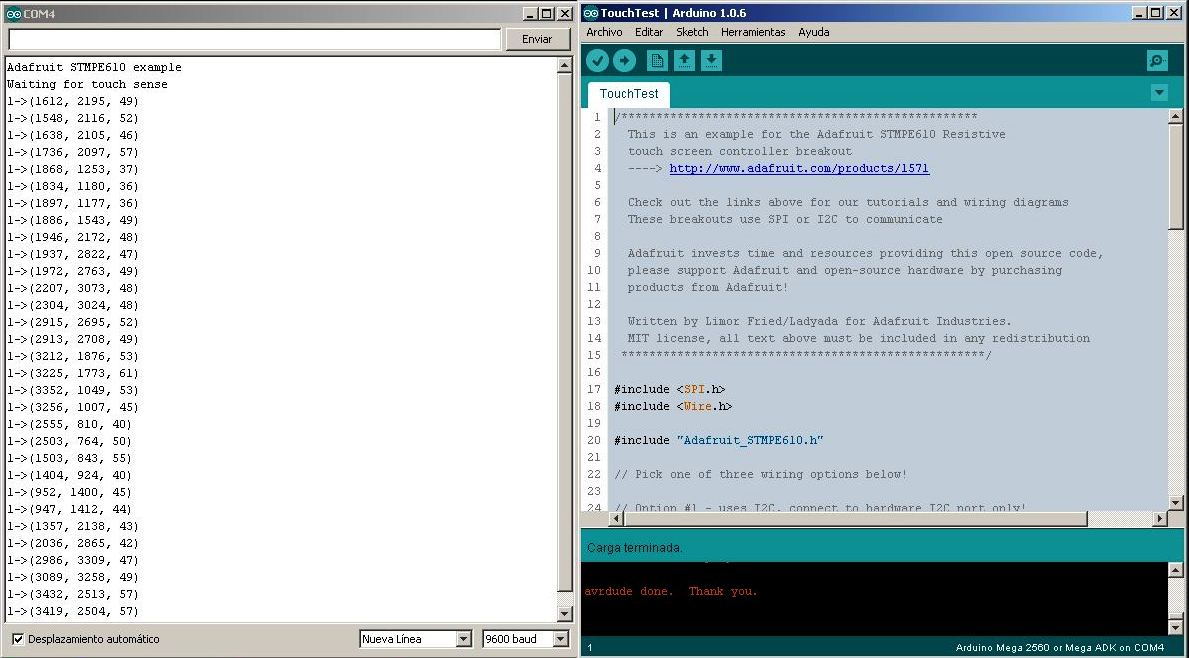 COM4
Enviar
Adafruit STMPE610 example
Waiting for touch sense
1->(1612, 2195, 49)
1->(1548, 2116, 52)
1->(1638, 2105, 46)
1->(1736, 2097, 57)
1->(1868, 1253, 37)
1->(1834, 1180, 36)
1->(1897, 1177, 36)
1->(1886, 1543, 49)
1->(1946, 2172, 48)
1->(1937, 2822, 47)
1->(1972, 2763, 49)
1->(2207, 3073, 48)
1->(2304, 3024, 48)
1->(2915, 2695, 52)
1->(2913, 2708, 49)
1->(3212, 1876, 53)
1->(3225, 1773, 61)
1->(3352, 1049, 53)
1->(3256, 1007, 45)
1->(2555, 810, 40)
1->(2503, 764, 50)
1->(1503, 843, 55)
1->(1404, 924, 40)
1->(952, 1400, 45)
1->(947, 1412, 44)
1->(1357, 2138, 43)
1->(2036, 2865, 42)
1->(2986, 3309, 47)
1->(3089, 3258, 49)
1->(3432, 2513, 57)
1->(3419, 2504, 57)
Desplazamiento automático
Nueva Línea
9600 baud
TouchTest | Arduino 1.0.6
Archivo Editar Sketch Herramientas Ayuda
TouchTest
1 /***************************************************
2 This is an example for the Adafruit STMPE610 Resistive
3 touch screen controller breakout
4 ----> http://www.adafruit.com/products/1571
5
6 Check out the links above for our tutorials and wiring diagrams
7 These breakouts use SPI or I2C to communicate
8
9 Adafruit invests time and resources providing this open source code,
10 please support Adafruit and open-source hardware by purchasing
11 products from Adafruit!
12
13 Written by Limor Fried/Ladyada for Adafruit Industries.
14 MIT license, all text above must be included in any redistribution
15 ****************************************************/
16
17 #include <SPI.h>
18 #include <Wire.h>
19
20 #include "Adafruit_STMPE610.h"
21
22 // Pick one of three wiring options below!
23
24 // Option #1 - uses I2C, connect to hardware I2C port only!
Carga terminada.
avrdude done. Thank you.
1
Arduino Mega 2560 or Mega ADK on COM4